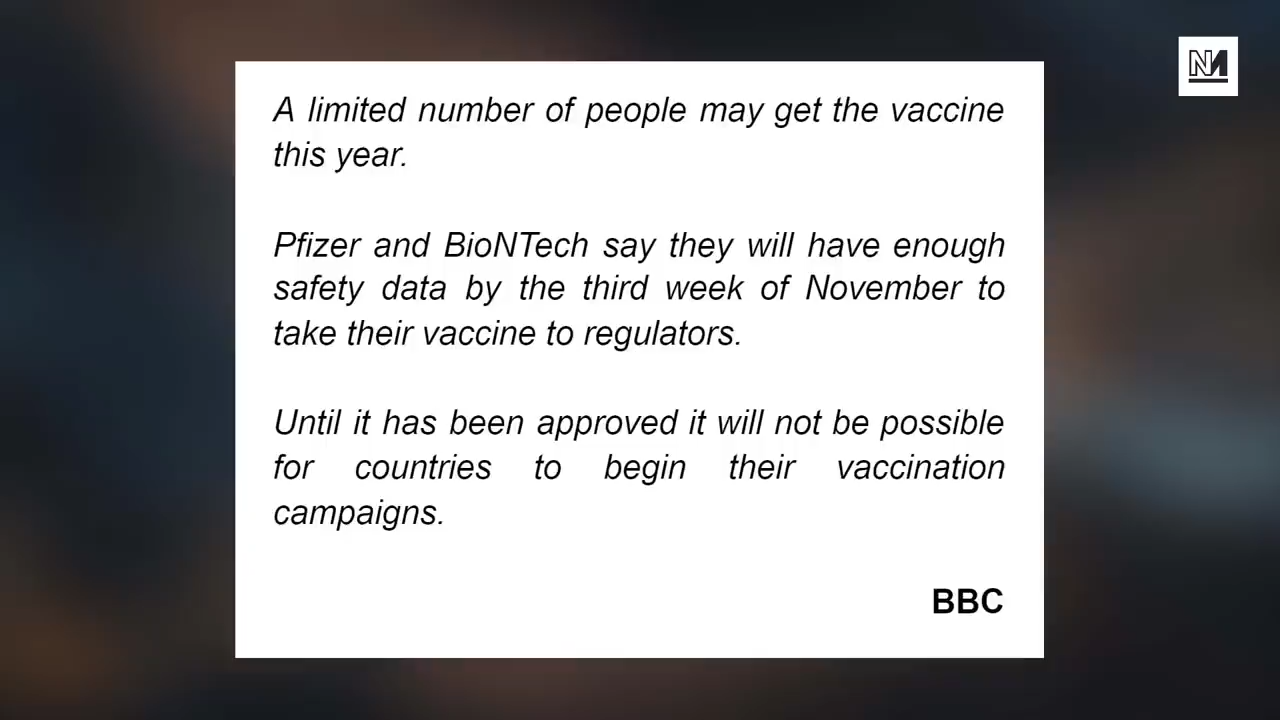 NM
A limited number of people may get the vaccine
this year.
Pfizer and BioNTech say they will have enough
safety data by the third week of November to
take their vaccine to regulators.
Until it has been approved it will not be possible
for countries to begin their vaccination
campaigns.
BBC